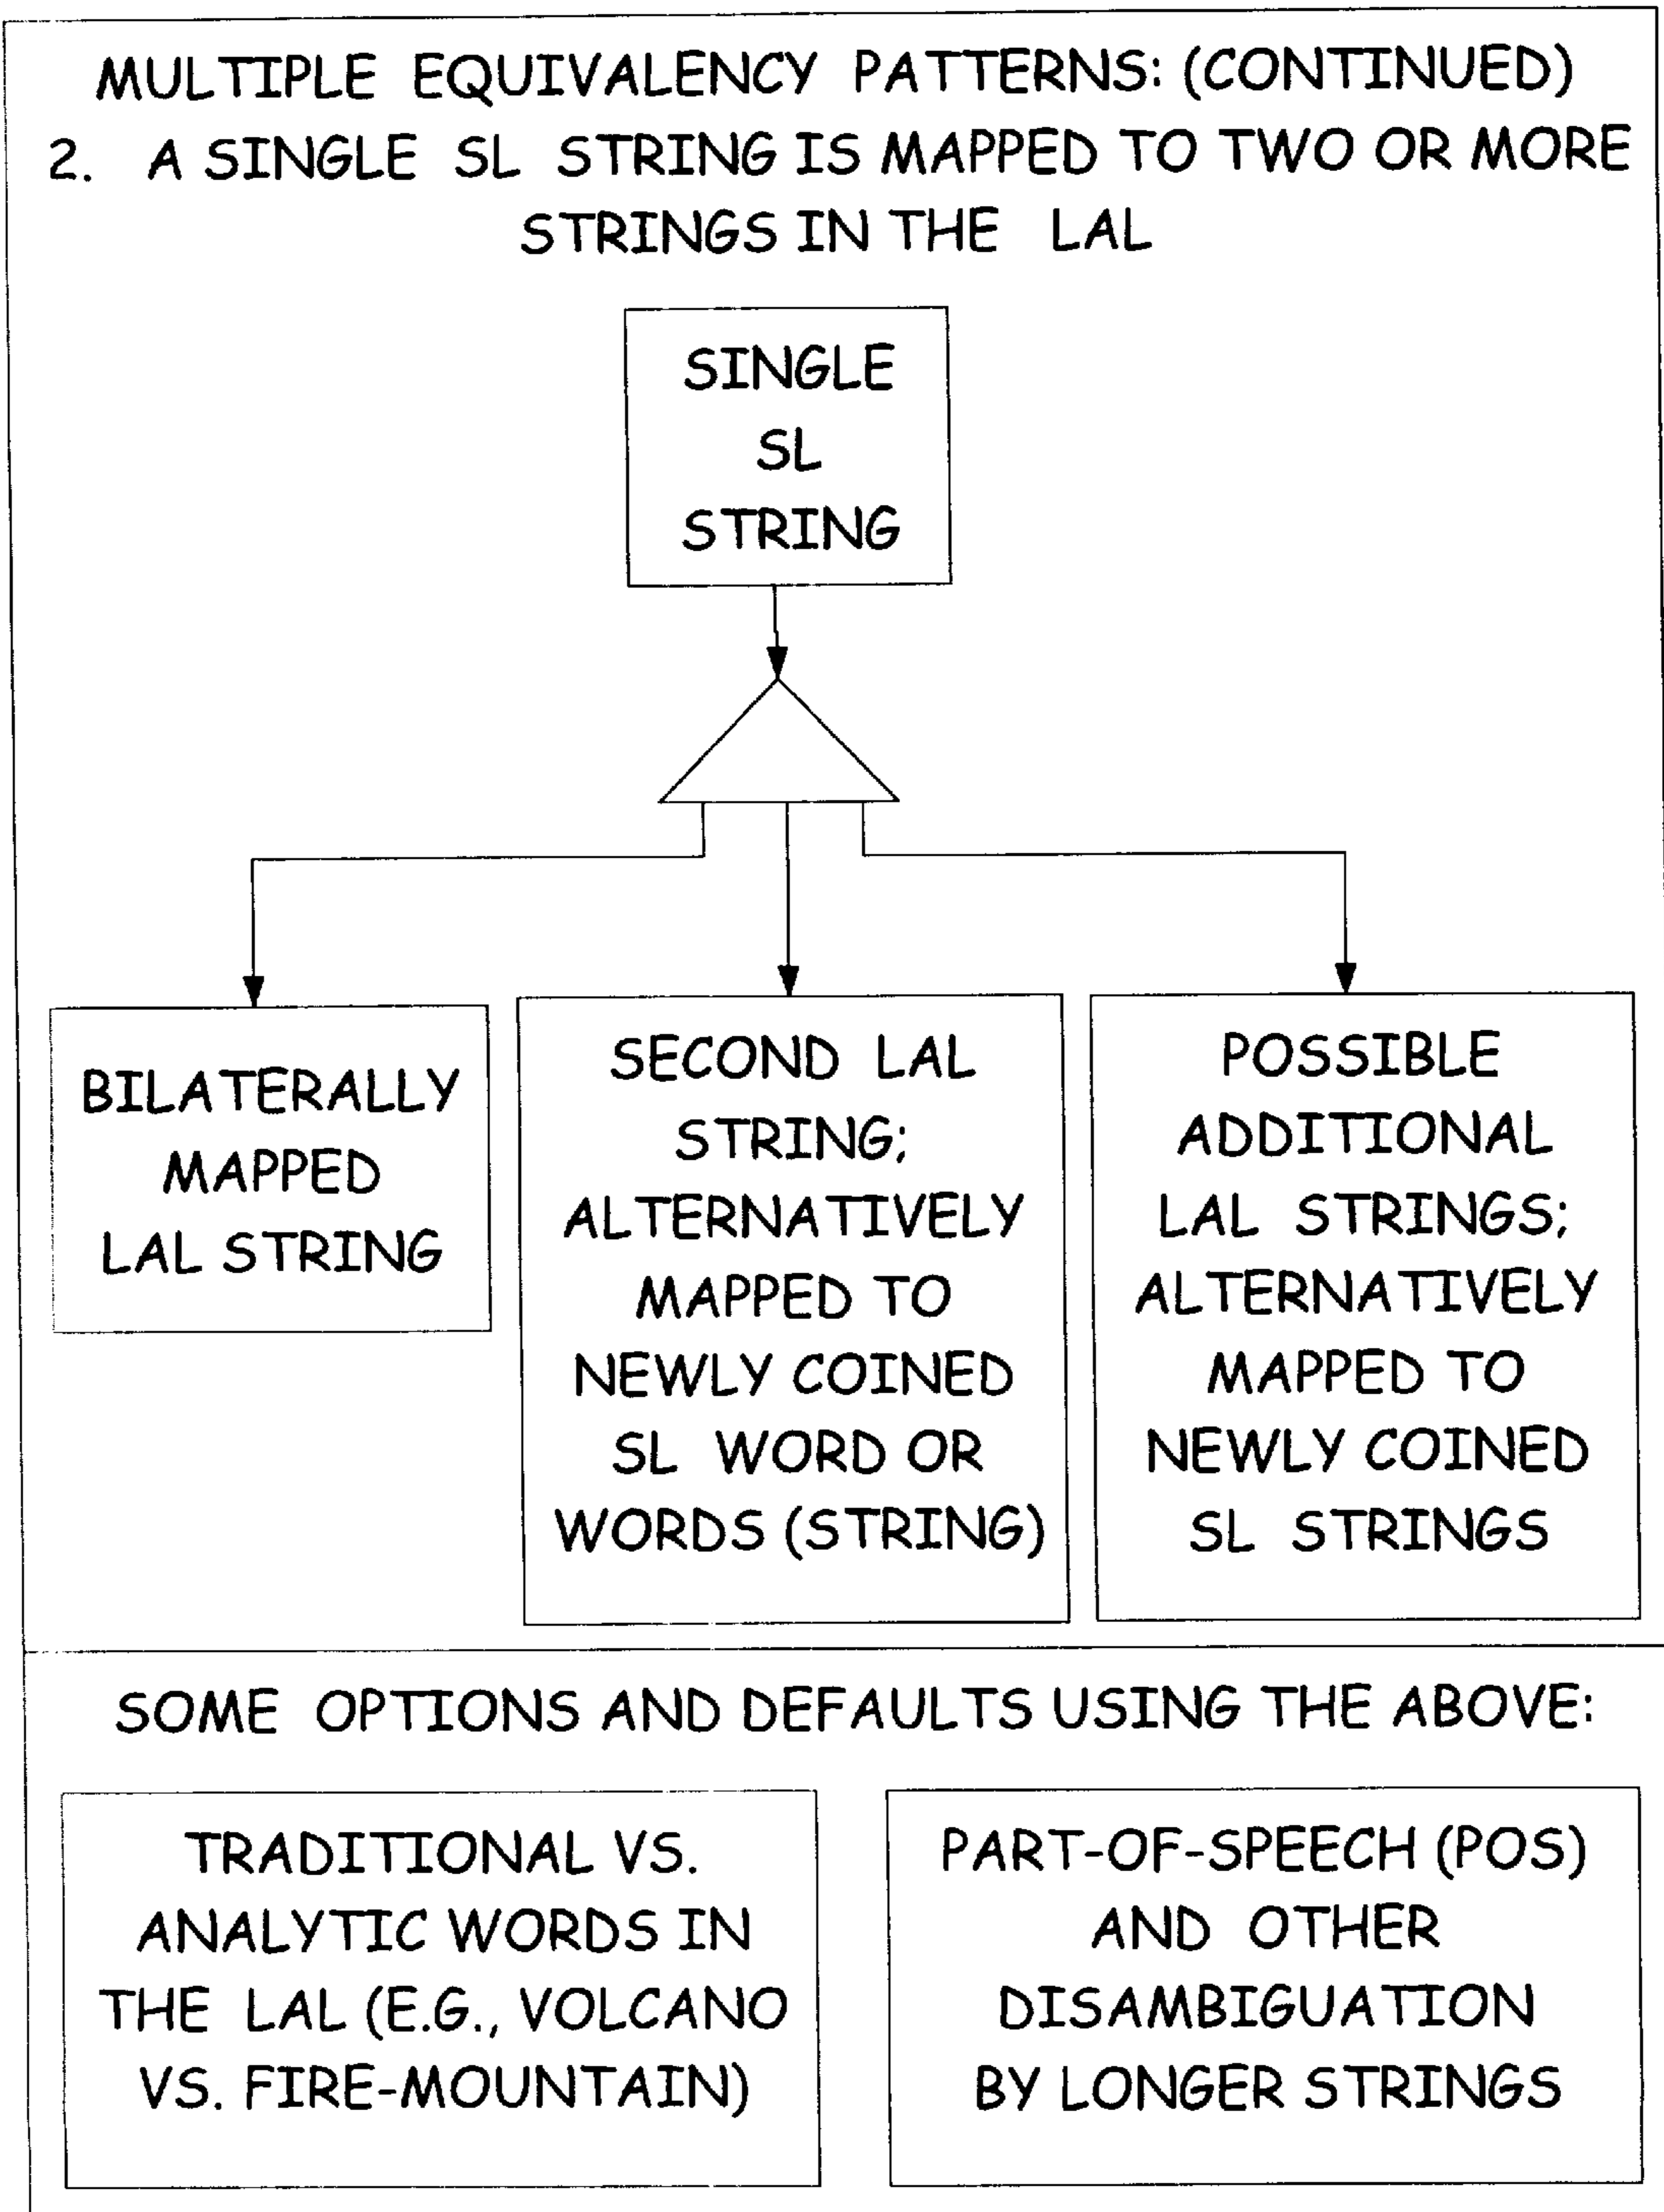 MULTIPLE EQUIVALENCY PATTERNS: (CONTINUED)
2. A SINGLE SL STRING IS MAPPED TO TWO OR MORE
STRINGS IN THE LAL
SINGLE
SL
STRING
BILATERALLY
MAPPED
LAL STRING
SECOND LAL
STRING;
ALTERNATIVELY
MAPPED TO
NEWLY COINED
SL WORD OR
WORDS (STRING)
POSSIBLE
ADDITIONAL
LAL STRINGS;
ALTERNATIVELY
MAPPED TO
NEWLY COINED
SL STRINGS
SOME OPTIONS AND DEFAULTS USING THE ABOVE:
TRADITIONAL VS.
ANALYTIC WORDS IN
THE LAL (E.G., VOLCANO
VS. FIRE-MOUNTAIN)
PART-OF-SPEECH (POS)
AND OTHER
DISAMBIGUATION
BY LONGER STRINGS